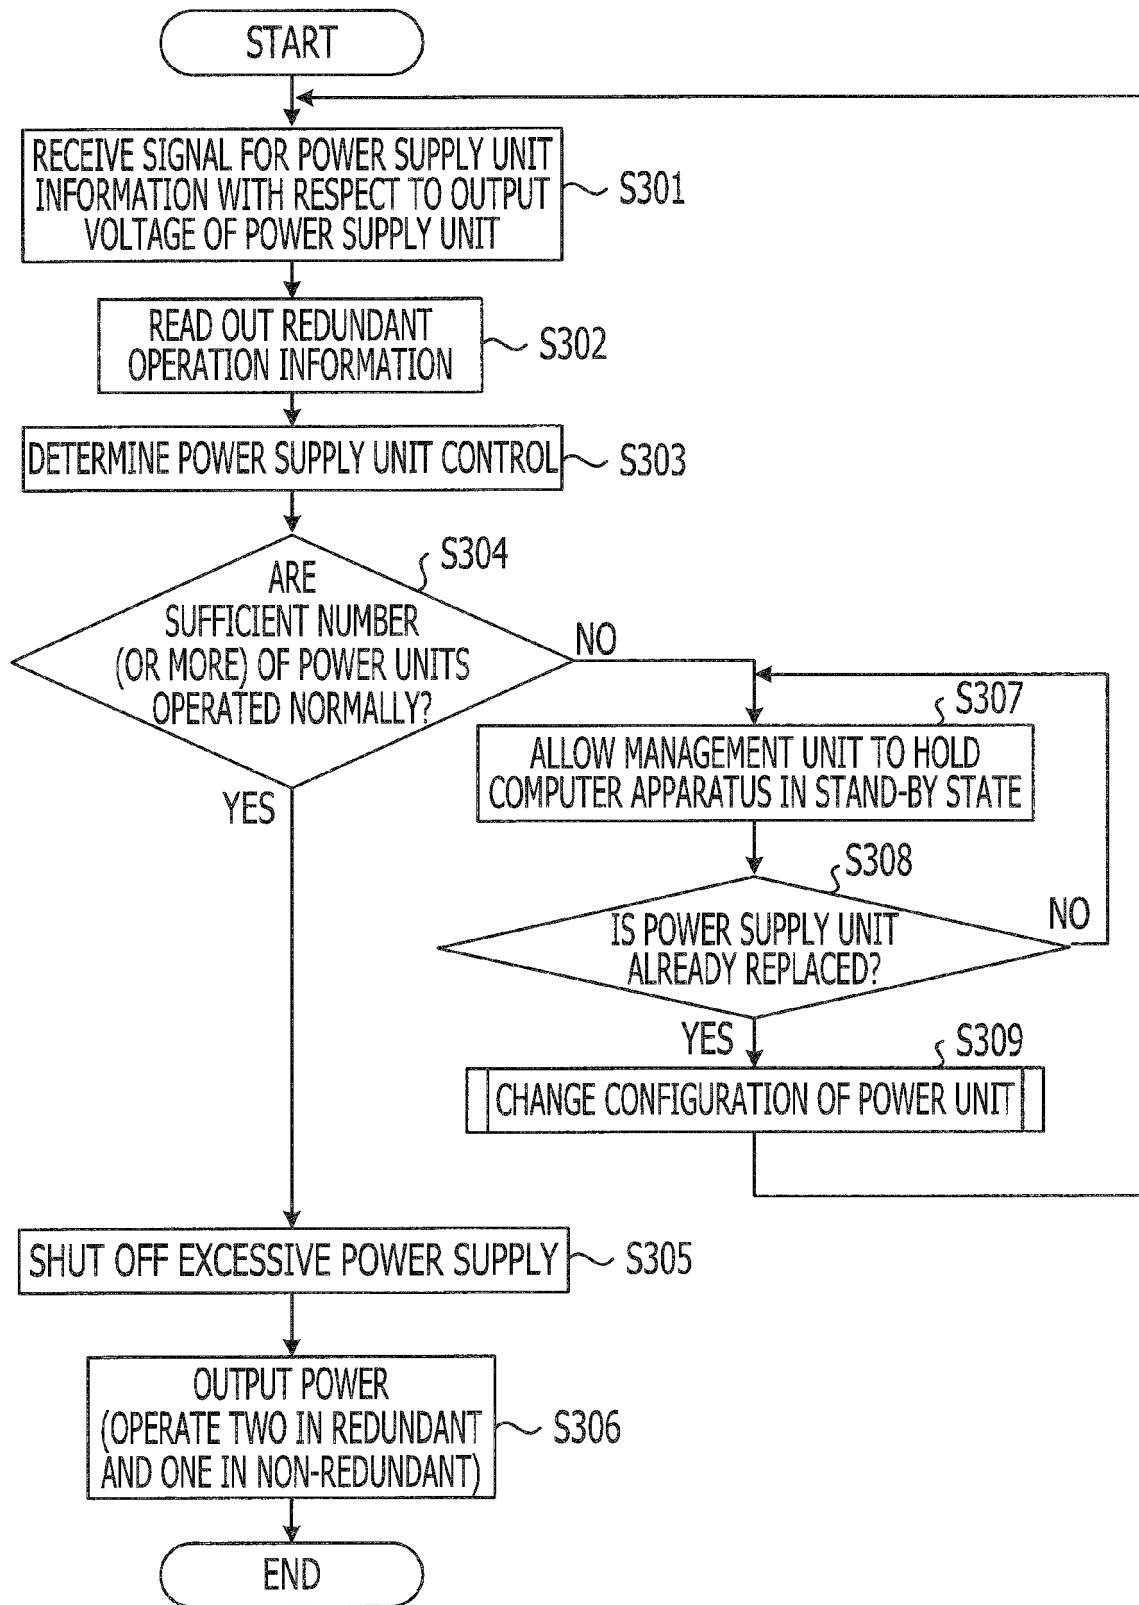 START
RECEIVE SIGNAL FOR POWER SUPPLY UNIT
INFORMATION WITH RESPECT TO OUTPUT
VOLTAGE OF POWER SUPPLY UNIT
S301
READ OUT REDUNDANT
OPERATION INFORMATION
S302
DETERMINE POWER SUPPLY UNIT CONTROL
S303
S304
ARE
SUFFICIENT NUMBER
(OR MORE) OF POWER UNITS
OPERATED NORMALLY?
NO
YES
S307
ALLOW MANAGEMENT UNIT TO HOLD
COMPUTER APPARATUS IN STAND-BY STATE
S308
IS POWER SUPPLY UNIT
ALREADY REPLACED?
NO
YES
S309
CHANGE CONFIGURATION OF POWER UNIT
SHUT OFF EXCESSIVE POWER SUPPLY
S305
OUTPUT POWER
(OPERATE TWO IN REDUNDANT
AND ONE IN NON-REDUNDANT)
S306
END